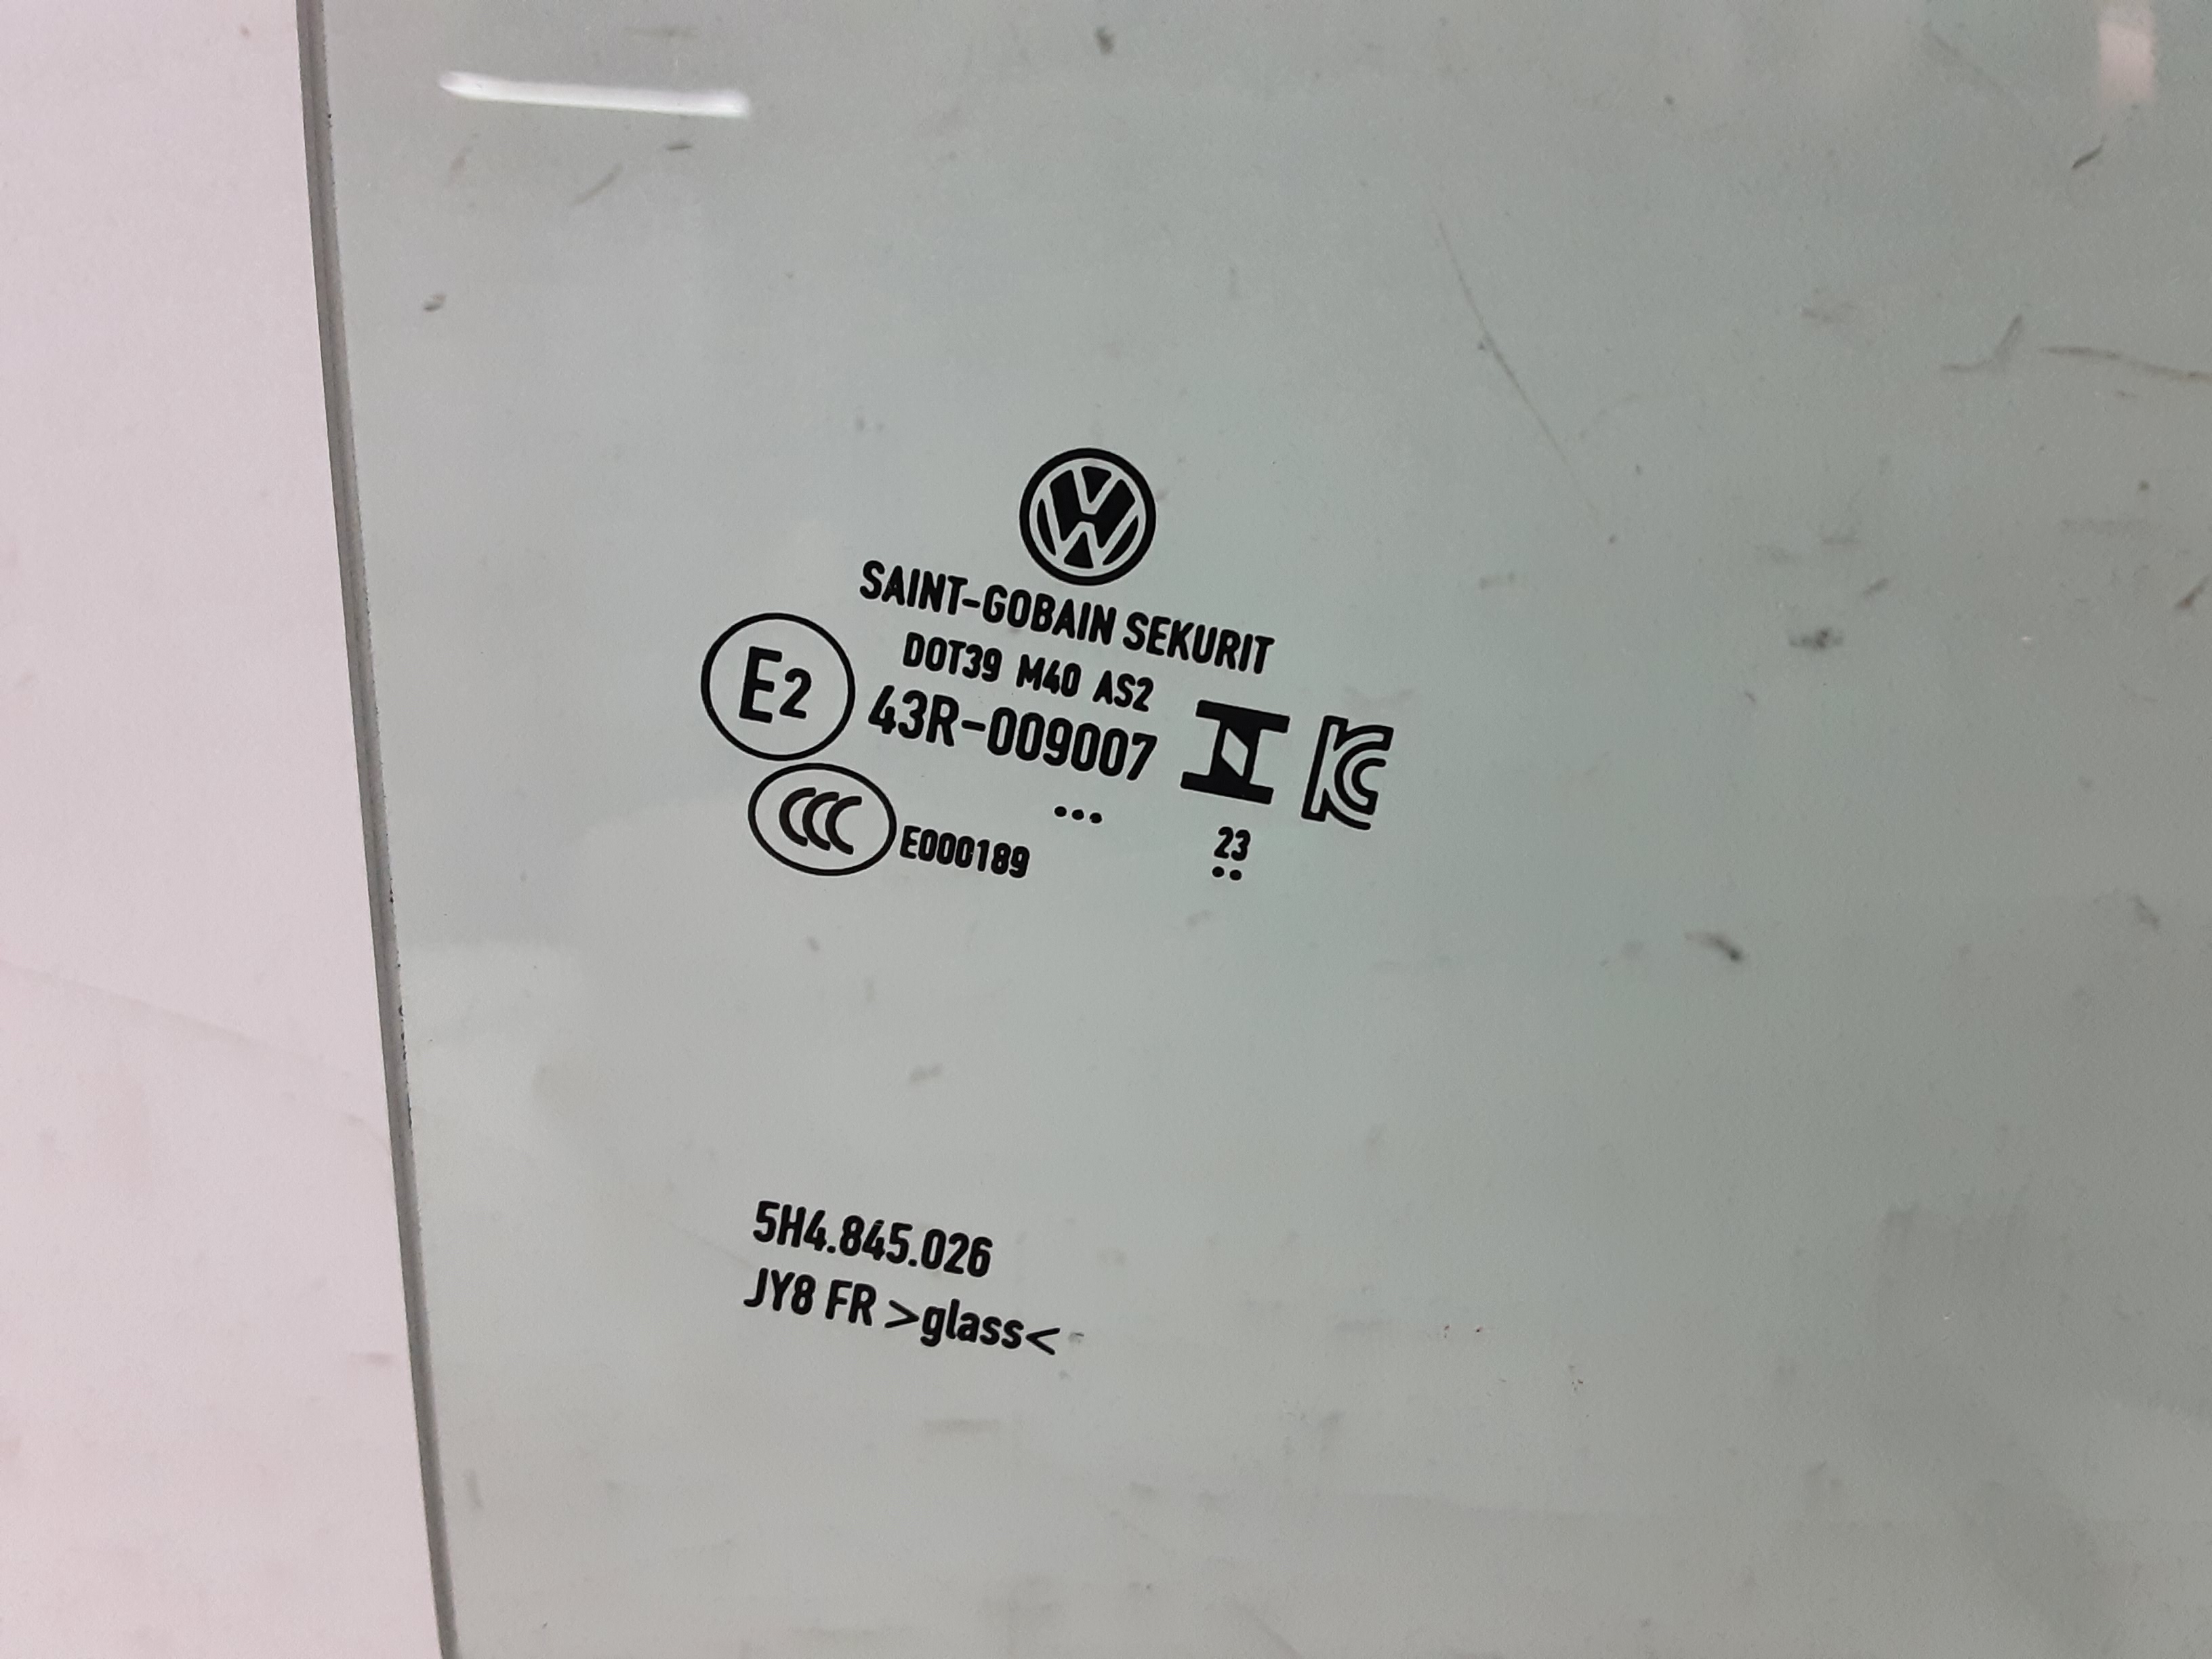 SAINT-GOBAIN SEKURIT
DOT39 M40 AS2
E2 43R-009007
CCC E000189 ...
23
..
5H4.845.026
JY8 FR >glass<